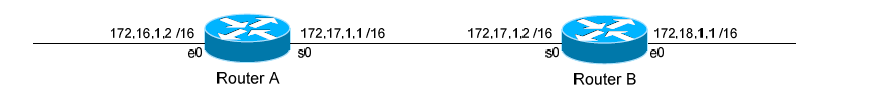 172,16,1,2 /16 172,17,1,1 /16 172,17,1,2 /16 172,18,1,1 /16
e0 s0 s0 e0
Router A Router B